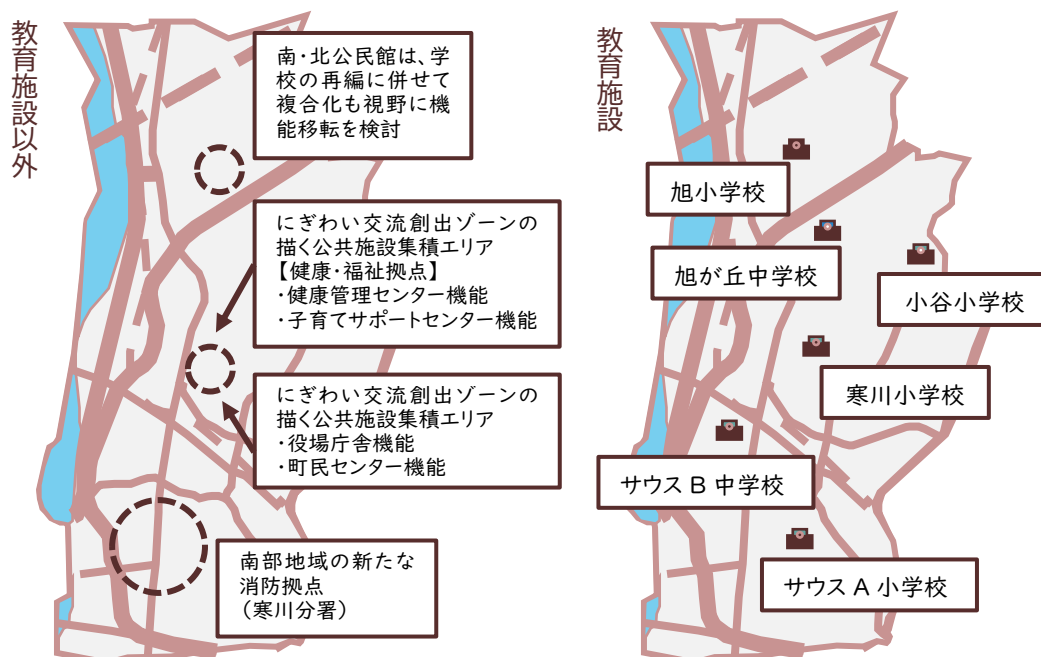 教育施設以外
南・北公民館は、学
校の再編に併せて
複合化も視野に機
能移転を検討
にぎわい交流創出ゾーンの
描く公共施設集積エリア
【健康・福祉拠点】
・健康管理センター機能
・子育てサポートセンター機能
にぎわい交流創出ゾーンの
描く公共施設集積エリア
・役場庁舎機能
・町民センター機能
南部地域の新たな
消防拠点
(寒川分署)
教育施設
旭小学校
旭が丘中学校
小谷小学校
寒川小学校
サウス B 中学校
サウス A 小学校